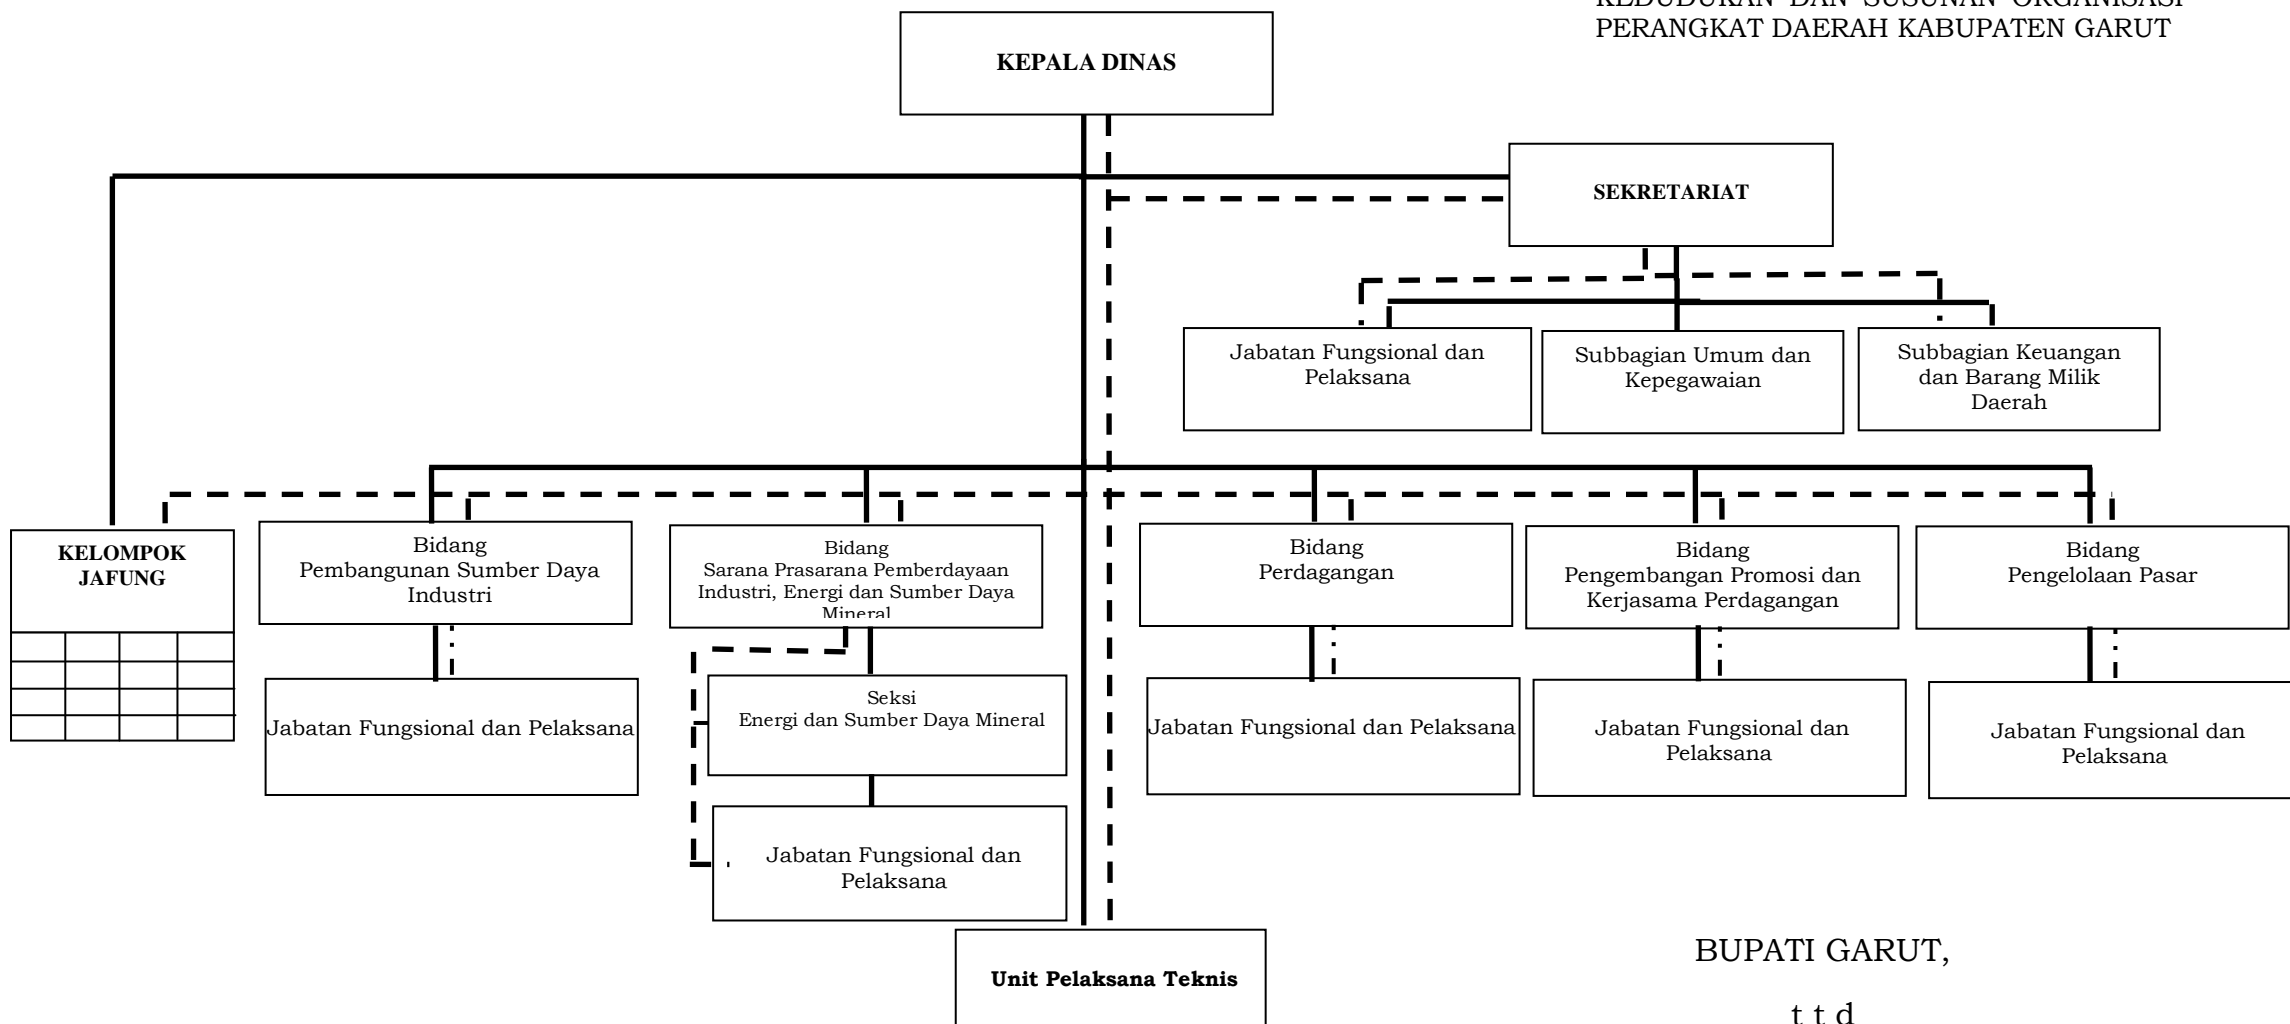 KEDUDUKAN DAN SUSUNAN ORGANISASI
PERANGKAT DAERAH KABUPATEN GARUT
KEPALA DINAS
SEKRETARIAT
Jabatan Fungsional dan
Pelaksana
Subbagian Umum dan
Kepegawaian
Subbagian Keuangan
dan Barang Milik
Daerah
KELOMPOK
JAFUNG
Bidang
Pembangunan Sumber Daya
Industri
Bidang
Sarana Prasarana Pemberdayaan
Industri, Energi dan Sumber Daya
Mineral
Bidang
Perdagangan
Bidang
Pengembangan Promosi dan
Kerjasama Perdagangan
Bidang
Pengelolaan Pasar
Jabatan Fungsional dan Pelaksana
Seksi
Energi dan Sumber Daya Mineral
Jabatan Fungsional dan Pelaksana
Jabatan Fungsional dan
Pelaksana
Jabatan Fungsional dan
Pelaksana
Jabatan Fungsional dan
Pelaksana
Unit Pelaksana Teknis
BUPATI GARUT,
t t d